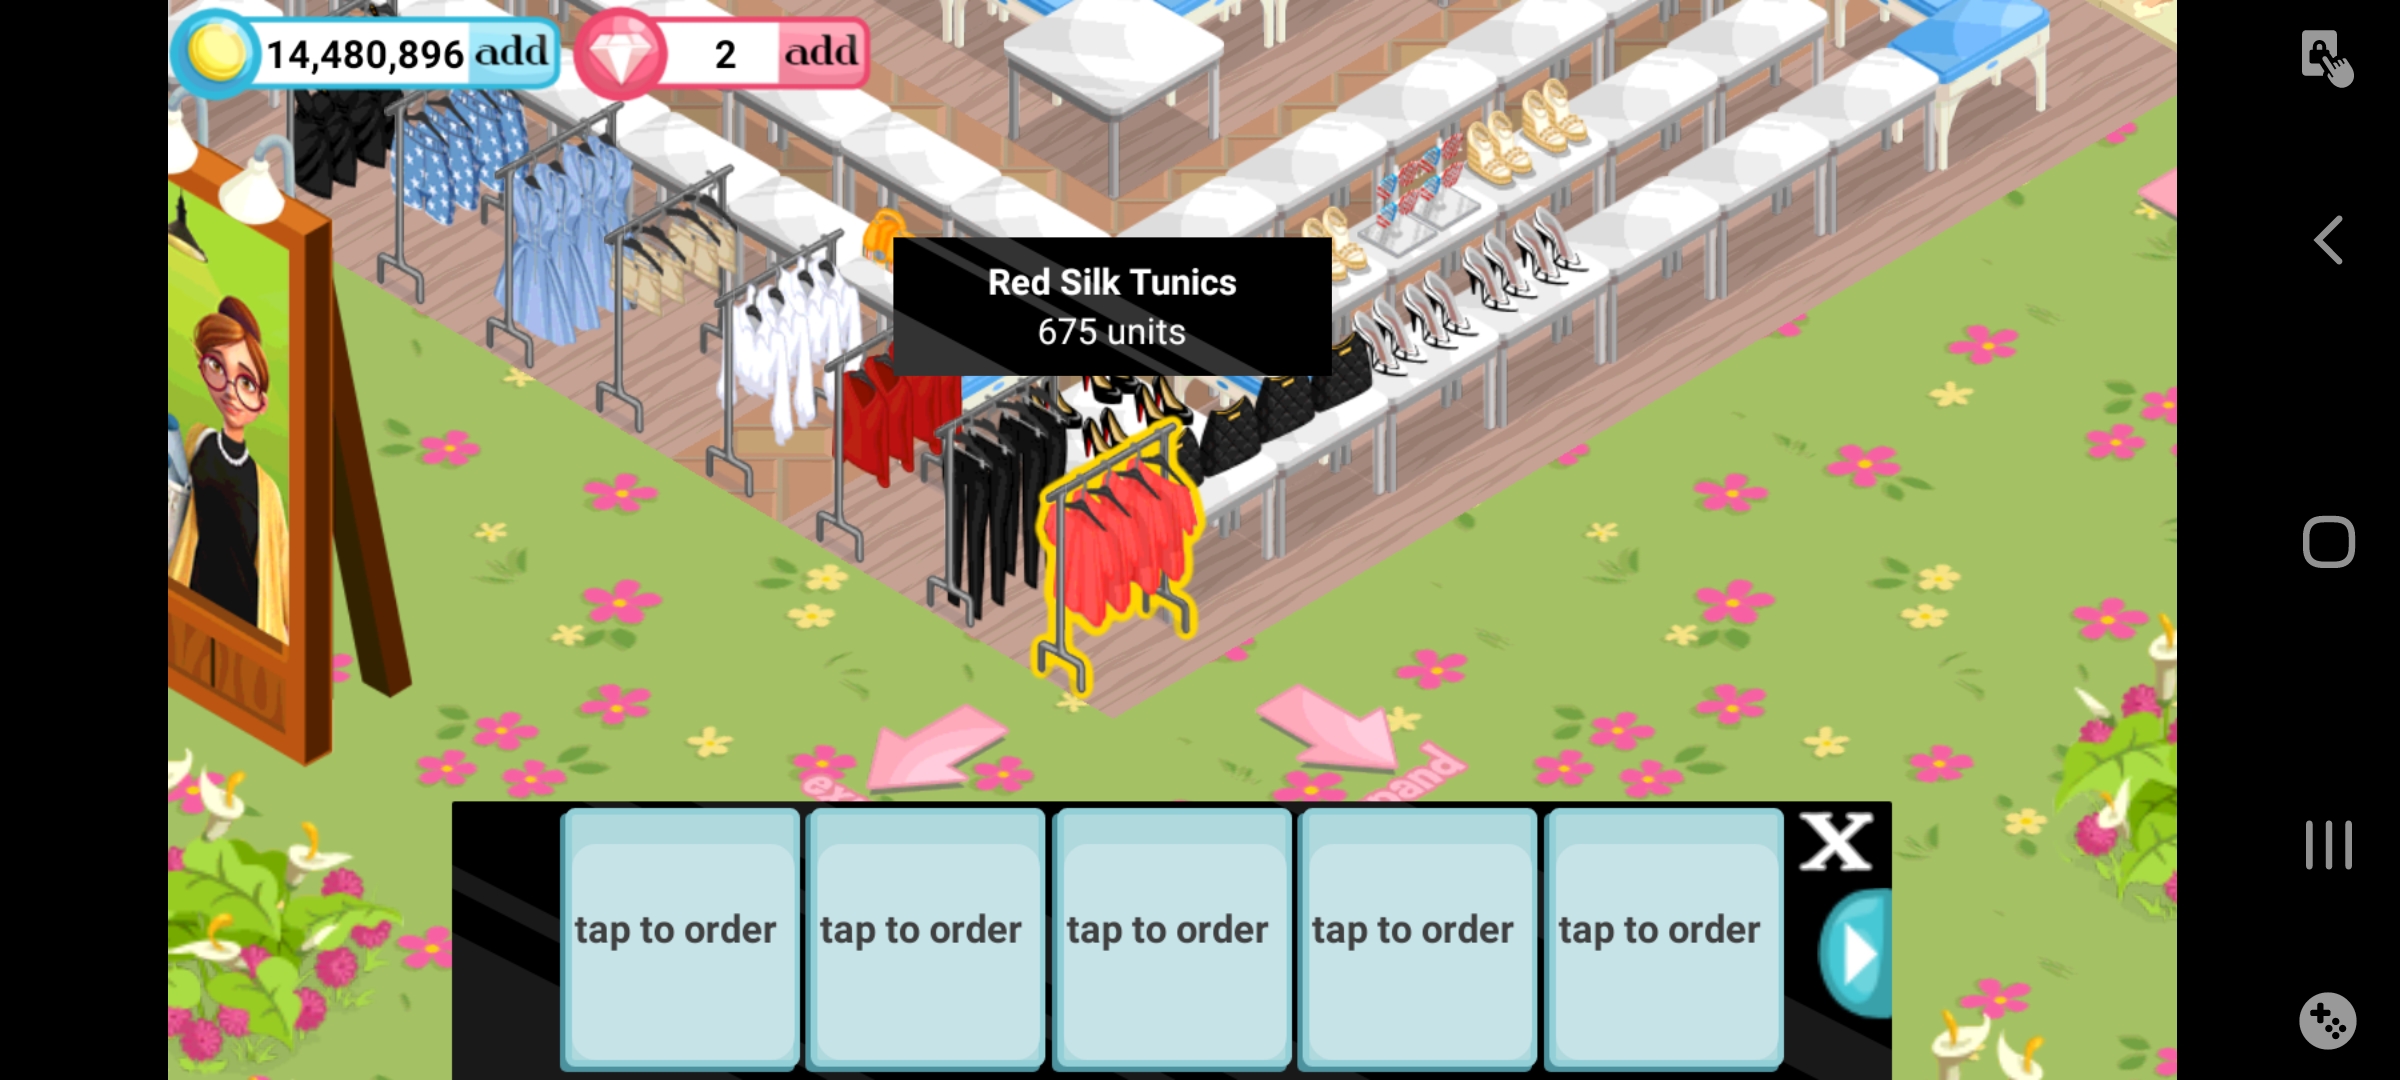 14,480,896 add
2 add
Red Silk Tunics
675 units
tap to order
tap to order
tap to order
tap to order
tap to order
X